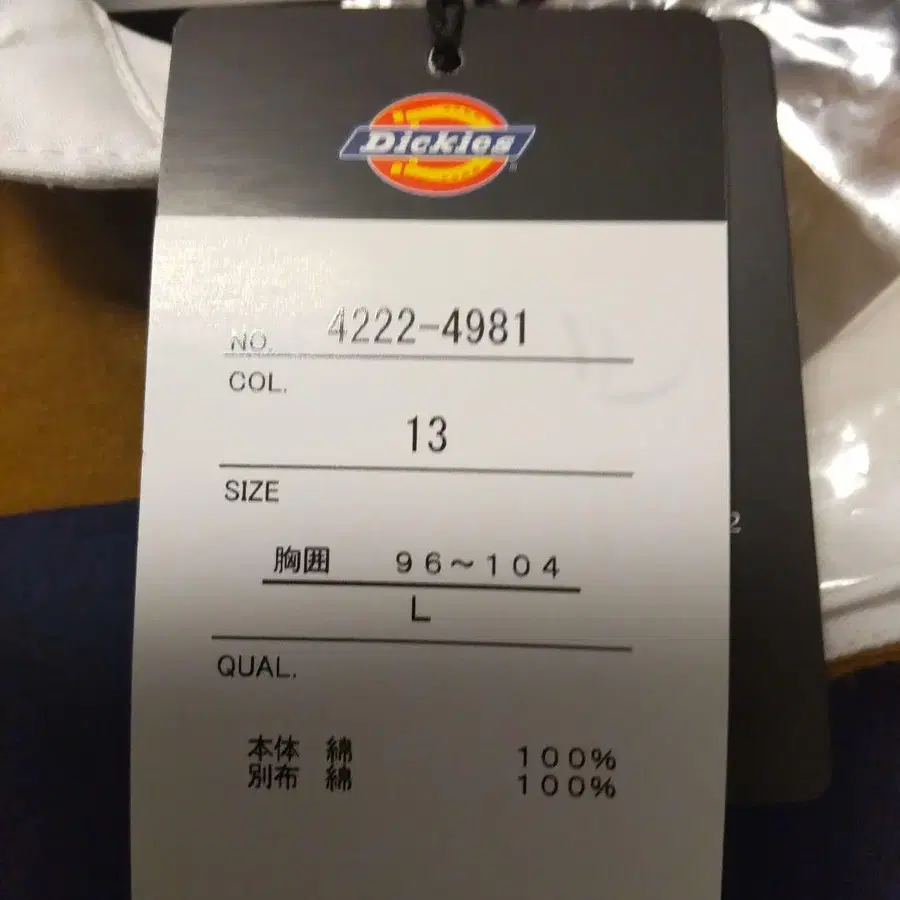 Dickies
NO. 4222-4981
COL.
13
SIZE
胸囲 96~104
L
QUAL.
本体 綿 100%
別布 綿 100%
2